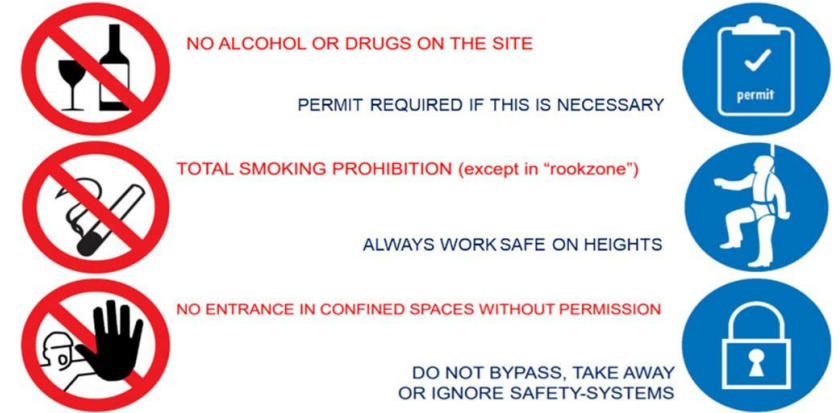 NO ALCOHOL OR DRUGS ON THE SITE
PERMIT REQUIRED IF THIS IS NECESSARY
permit
TOTAL SMOKING PROHIBITION (except in “rookzone”)
ALWAYS WORK SAFE ON HEIGHTS
NO ENTRANCE IN CONFINED SPACES WITHOUT PERMISSION
DO NOT BYPASS, TAKE AWAY
OR IGNORE SAFETY-SYSTEMS